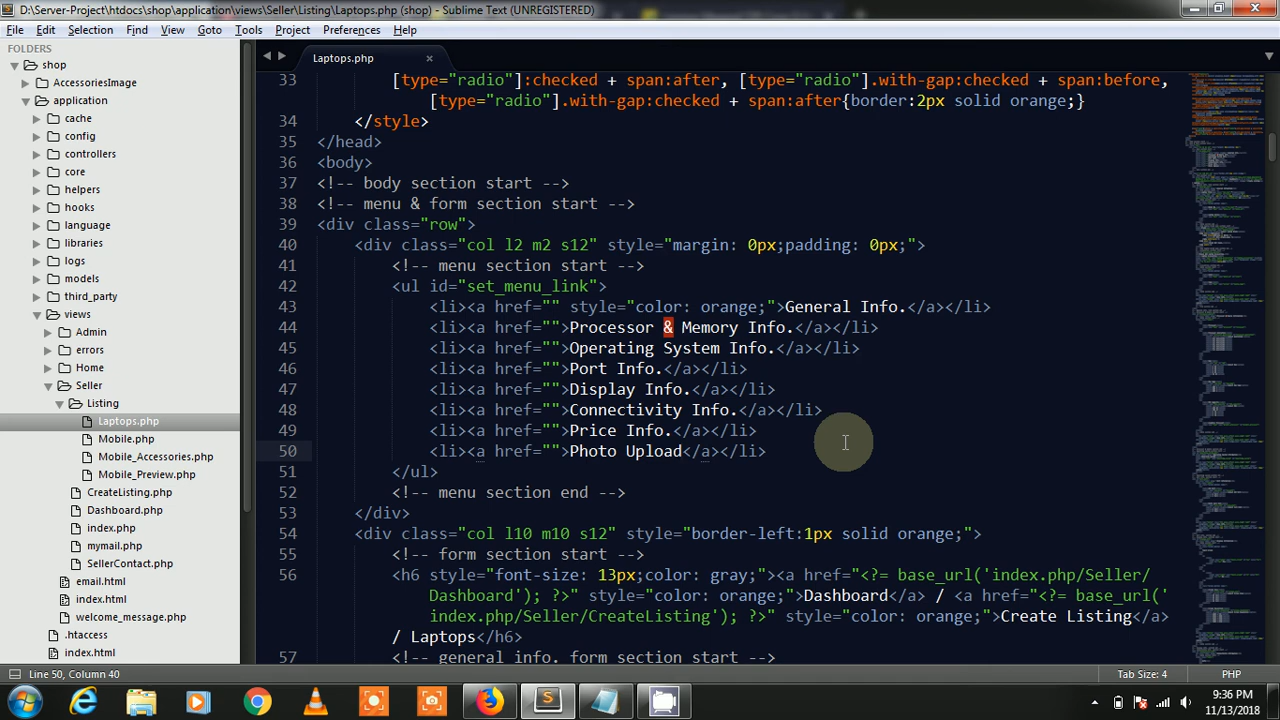 D:\Server-Project\htdocs\shop\application\views\Seller\Listing\Laptops.php (shop) - Sublime Text (UNREGISTERED)
File Edit Selection Find View Goto Tools Project Preferences Help
FOLDERS
shop
AccessoriesImage
application
cache
config
controllers
core
helpers
hooks
language
libraries
logs
models
third_party
views
Admin
errors
Home
Seller
Listing
Laptops.php
Mobile.php
Mobile_Accessories.php
Mobile_Preview.php
CreateListing.php
Dashboard.php
index.php
mymail.php
SellerContact.php
email.html
index.html
welcome_message.php
.htaccess
index.html
Laptops.php
33 [type="radio"]:checked + span:after, [type="radio"].with-gap:checked + span:before,
[type="radio"].with-gap:checked + span:after{border:2px solid orange;}
34 </style>
35 </head>
36 <body>
37 <!-- body section start -->
38 <!-- menu & form section start -->
39 <div class="row">
40 <div class="col l2 m2 s12" style="margin: 0px;padding: 0px;">
41 <!-- menu section start -->
42 <ul id="set_menu_link">
43 <li><a href="" style="color: orange;">General Info.</a></li>
44 <li><a href="">Processor & Memory Info.</a></li>
45 <li><a href="">Operating System Info.</a></li>
46 <li><a href="">Port Info.</a></li>
47 <li><a href="">Display Info.</a></li>
48 <li><a href="">Connectivity Info.</a></li>
49 <li><a href="">Price Info.</a></li>
50 <li><a href="">Photo Upload</a></li>
51 </ul>
52 <!-- menu section end -->
53 </div>
54 <div class="col l10 m10 s12" style="border-left:1px solid orange;">
55 <!-- form section start -->
56 <h6 style="font-size: 13px;color: gray;"><a href="<?= base_url('index.php/Seller/
Dashboard'); ?>" style="color: orange;">Dashboard</a> / <a href="<?= base_url('
index.php/Seller/CreateListing'); ?>" style="color: orange;">Create Listing</a>
/ Laptops</h6>
57 <!-- general info. form section start -->
Line 50, Column 40
Tab Size: 4
PHP
9:36 PM
11/13/2018